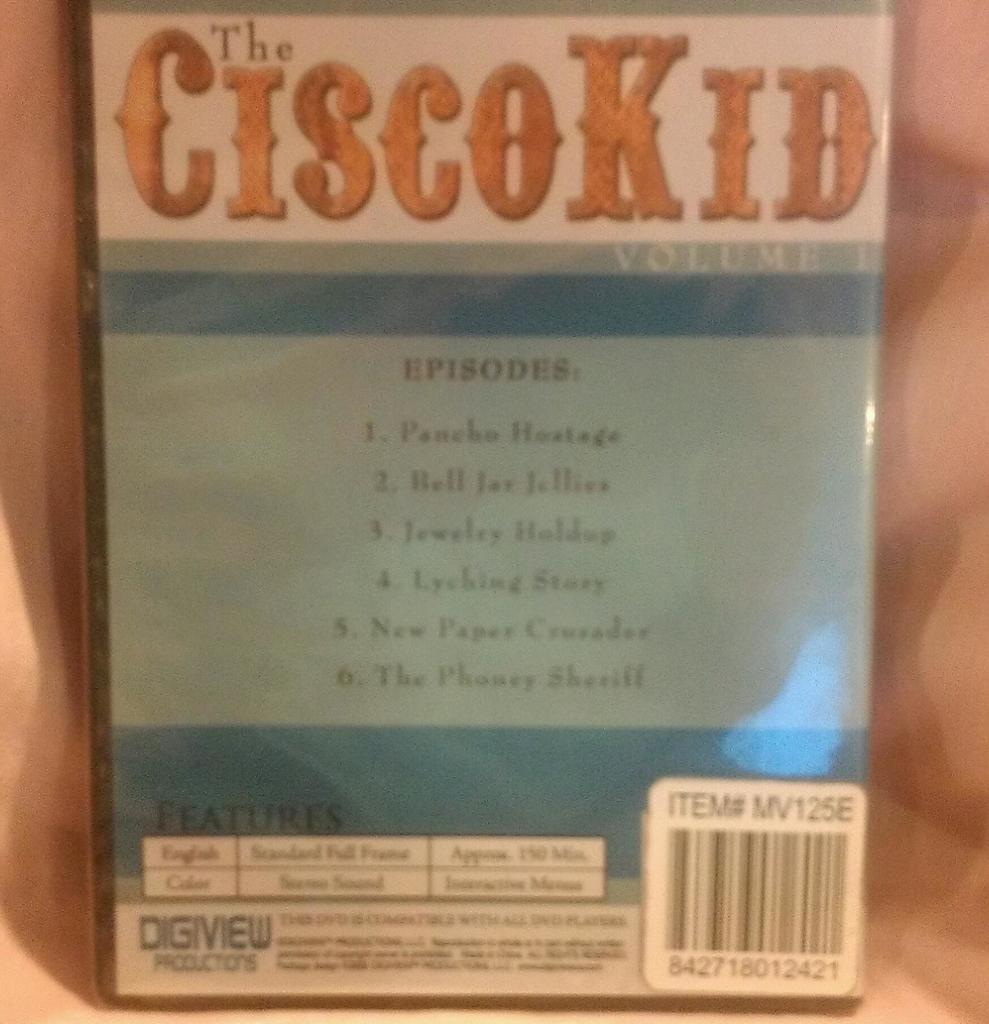 The
CISCO KID
VOLUME 1
EPISODES:
1. Pancho Hostage
2. Bell Jar Jellies
3. Jewelry Holdup
4. Lyching Story
5. New Paper Crusader
6. The Phoney Sheriff
FEATURES
English Standard Full Frame Approx. 150 Min.
Color Stereo Sound Interactive Menus
DIGIVIEW
PRODUCTIONS
THIS DVD IS COMPATIBLE WITH ALL DVD PLAYERS
ITEM# MV125E
842718012421